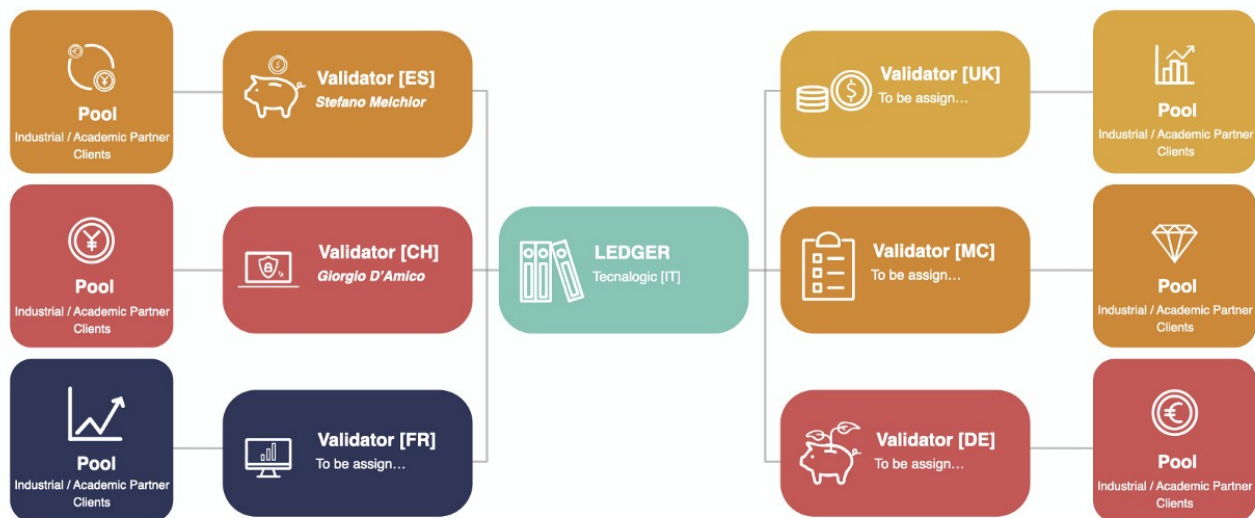 Pool
Industrial / Academic Partner
Clients
Validator [ES]
Stefano Melchior
Validator [UK]
To be assign...
Pool
Industrial / Academic Partner
Clients
Pool
Industrial / Academic Partner
Clients
Validator [CH]
Giorgio D'Amico
LEDGER
Tecnalogic [IT]
Validator [MC]
To be assign...
Pool
Industrial / Academic Partner
Clients
Pool
Industrial / Academic Partner
Clients
Validator [FR]
To be assign...
Validator [DE]
To be assign...
Pool
Industrial / Academic Partner
Clients